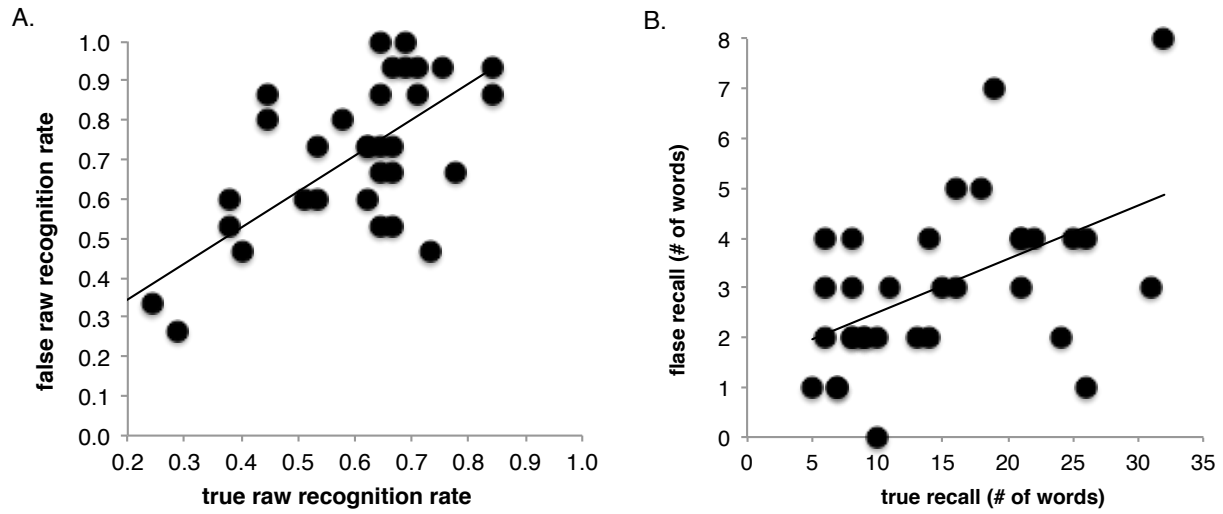 A.
1.0
0.9
0.8
0.7
0.6
0.5
0.4
0.3
0.2
0.1
0.0
false raw recognition rate
0.2 0.3 0.4 0.5 0.6 0.7 0.8 0.9 1.0
true raw recognition rate
B.
8
7
6
5
4
3
2
1
0
flase recall (# of words)
0 5 10 15 20 25 30 35
true recall (# of words)